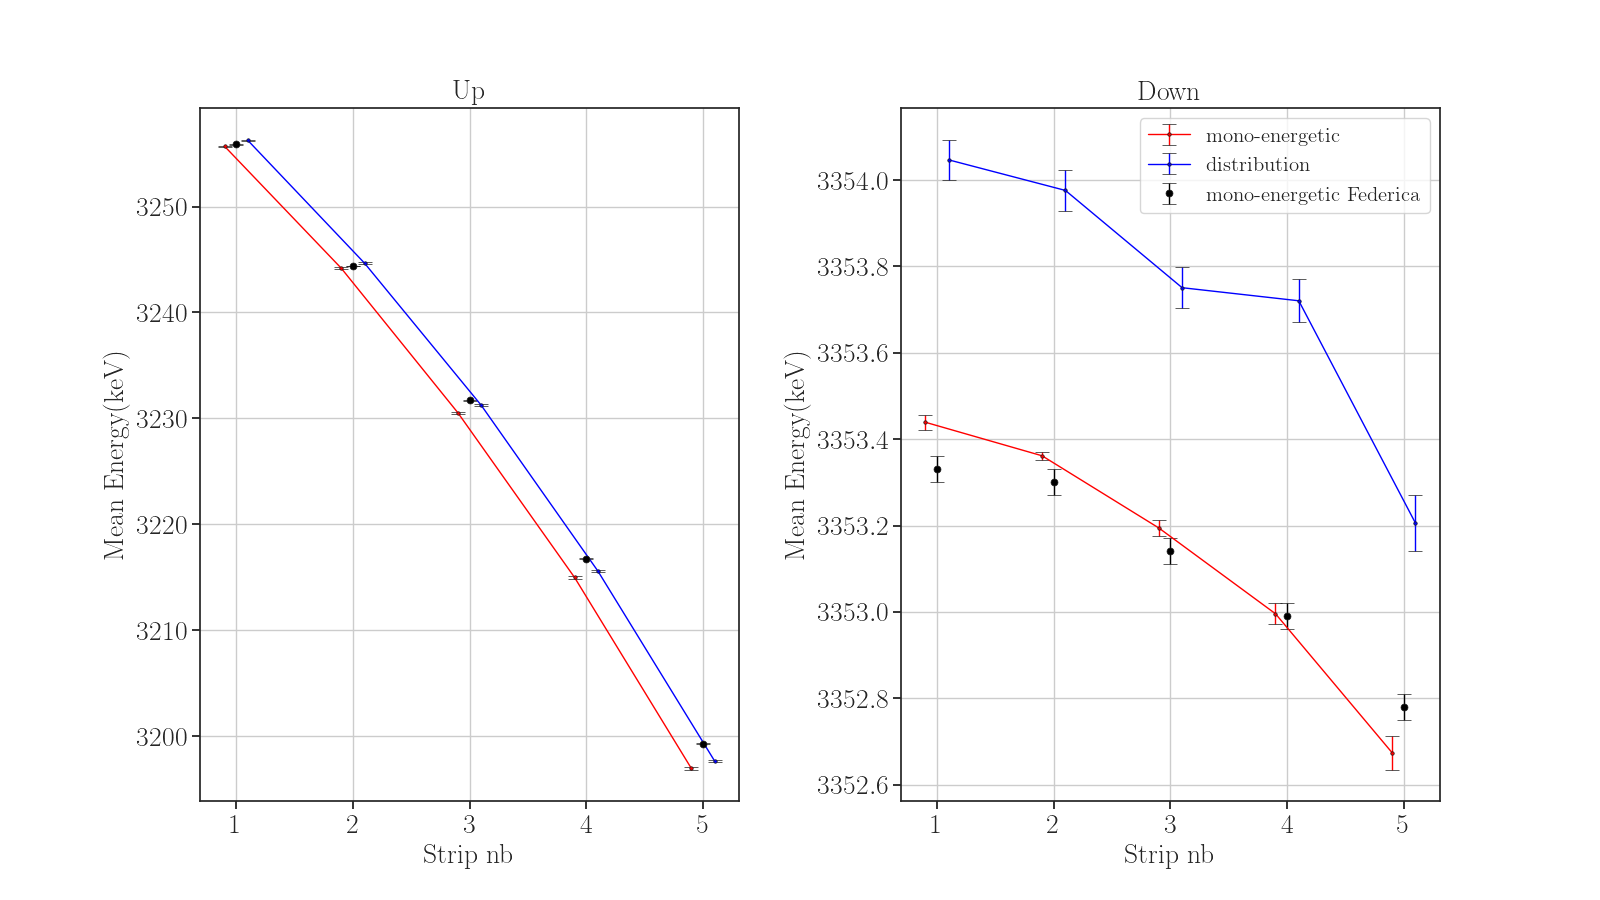 Up
Mean Energy(keV)
3250
3240
3230
3220
3210
3200
1 2 3 4 5
Strip nb
Down
mono-energetic
distribution
mono-energetic Federica
Mean Energy(keV)
3354.0
3353.8
3353.6
3353.4
3353.2
3353.0
3352.8
3352.6
1 2 3 4 5
Strip nb